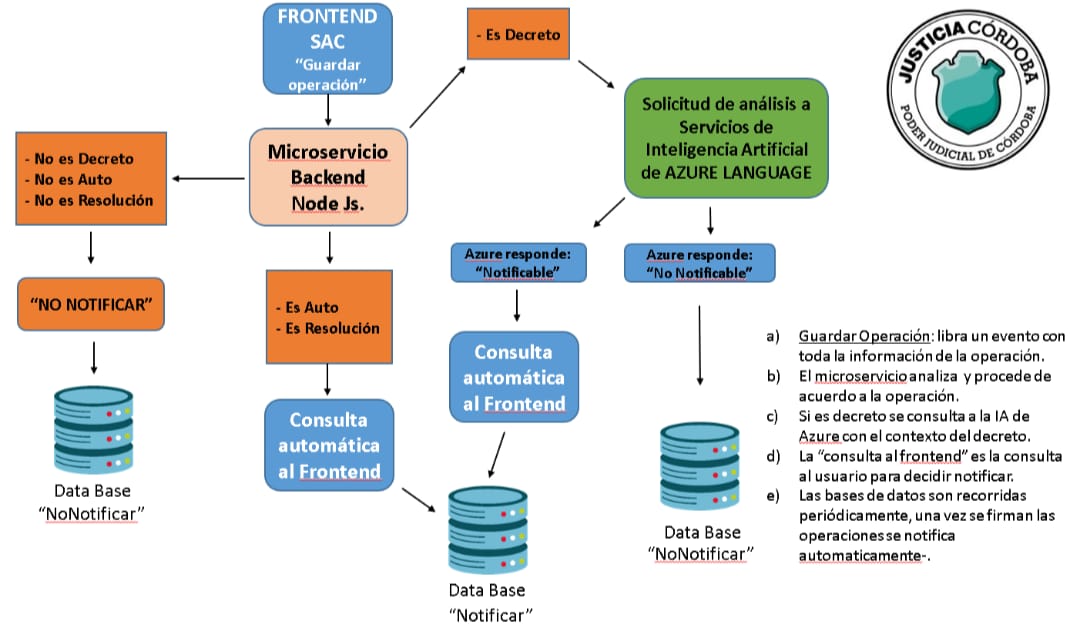 FRONTEND
SAC
“Guardar
operación”
- Es Decreto
JUSTICIA CÓRDOBA
PODER JUDICIAL DE CÓRDOBA
Solicitud de análisis a
Servicios de
Inteligencia Artificial
de AZURE LANGUAGE
Microservicio
Backend
Node Js.
- No es Decreto
- No es Auto
- No es Resolución
Azure responde:
“Notificable”
Azure responde:
“No Notificable”
“NO NOTIFICAR”
- Es Auto
- Es Resolución
Consulta
automática
al Frontend
Consulta
automática
al Frontend
Data Base
“NoNotificar”
Data Base
“Notificar”
Data Base
“NoNotificar”
a) Guardar Operación: libra un evento con
toda la información de la operación.
b) El microservicio analiza y procede de
acuerdo a la operación.
c) Si es decreto se consulta a la IA de
Azure con el contexto del decreto.
d) La “consulta al frontend” es la consulta
al usuario para decidir notificar.
e) Las bases de datos son recorridas
periódicamente, una vez se firman las
operaciones se notifica
automaticamente-.